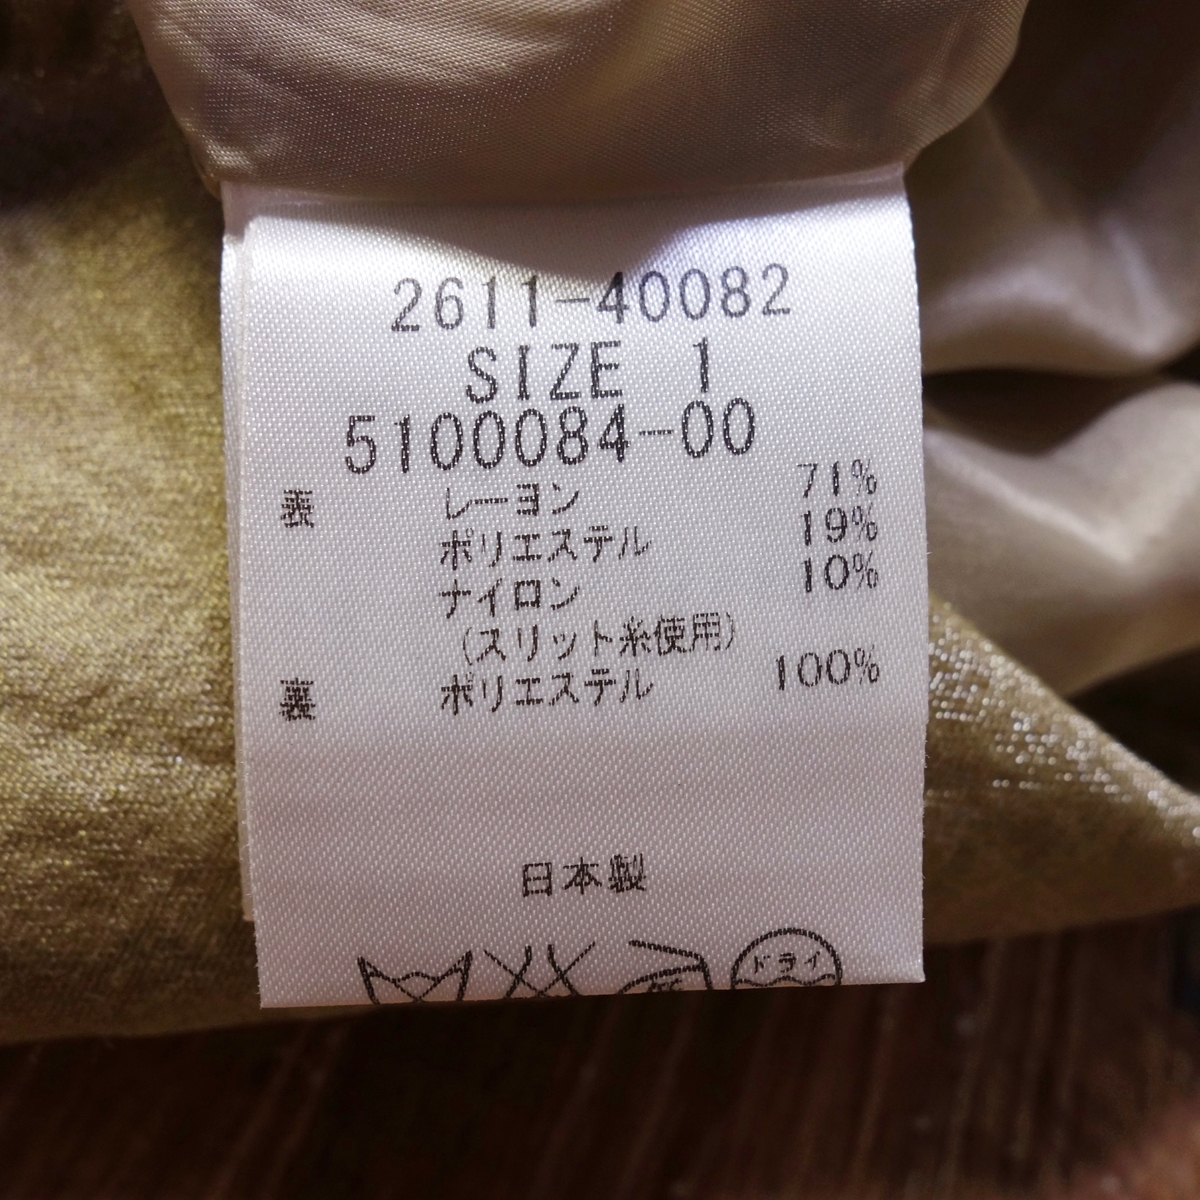 2611-40082
SIZE 1
5100084-00
表 レーヨン 71%
ポリエステル 19%
ナイロン 10%
(スリット糸使用)
裏 ポリエステル 100%
日本製
ドライ